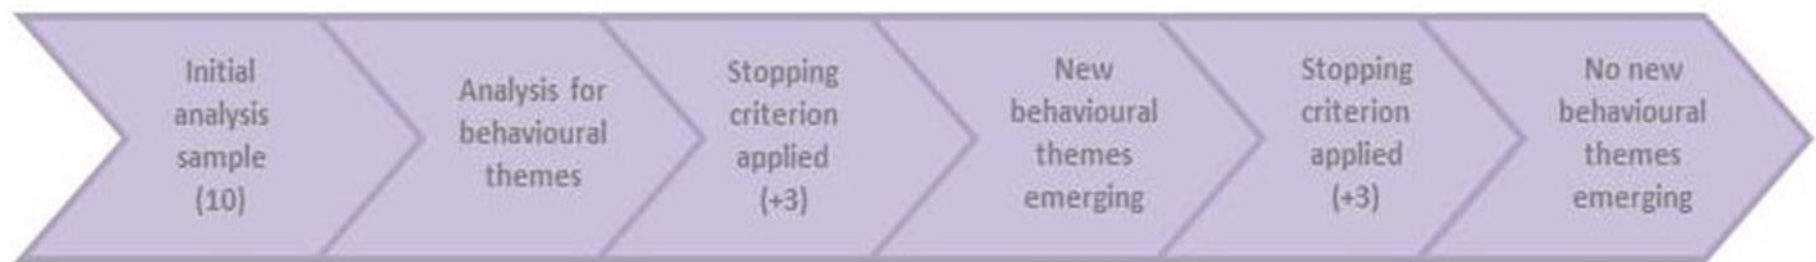 Initial
analysis
sample
(10)
Analysis for
behavioural
themes
Stopping
criterion
applied
(+3)
New
behavioural
themes
emerging
Stopping
criterion
applied
(+3)
No new
behavioural
themes
emerging